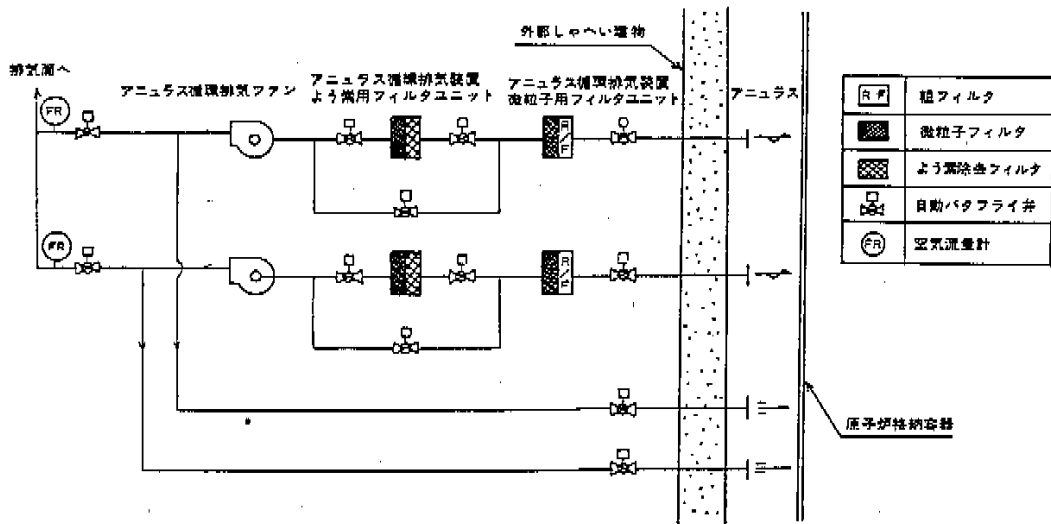 外部しゃへい建物
排気筒へ
アニュラス循環排気ファン
アニュラス循環排気装置
よう素用フィルタユニット
アニュラス循環排気装置
微粒子用フィルタユニット
アニュラス
FR
R/F
FR
R/F
原子炉格納容器
R F 粗フィルタ
微粒子フィルタ
よう素除去フィルタ
自動バタフライ弁
FR 空気流量計